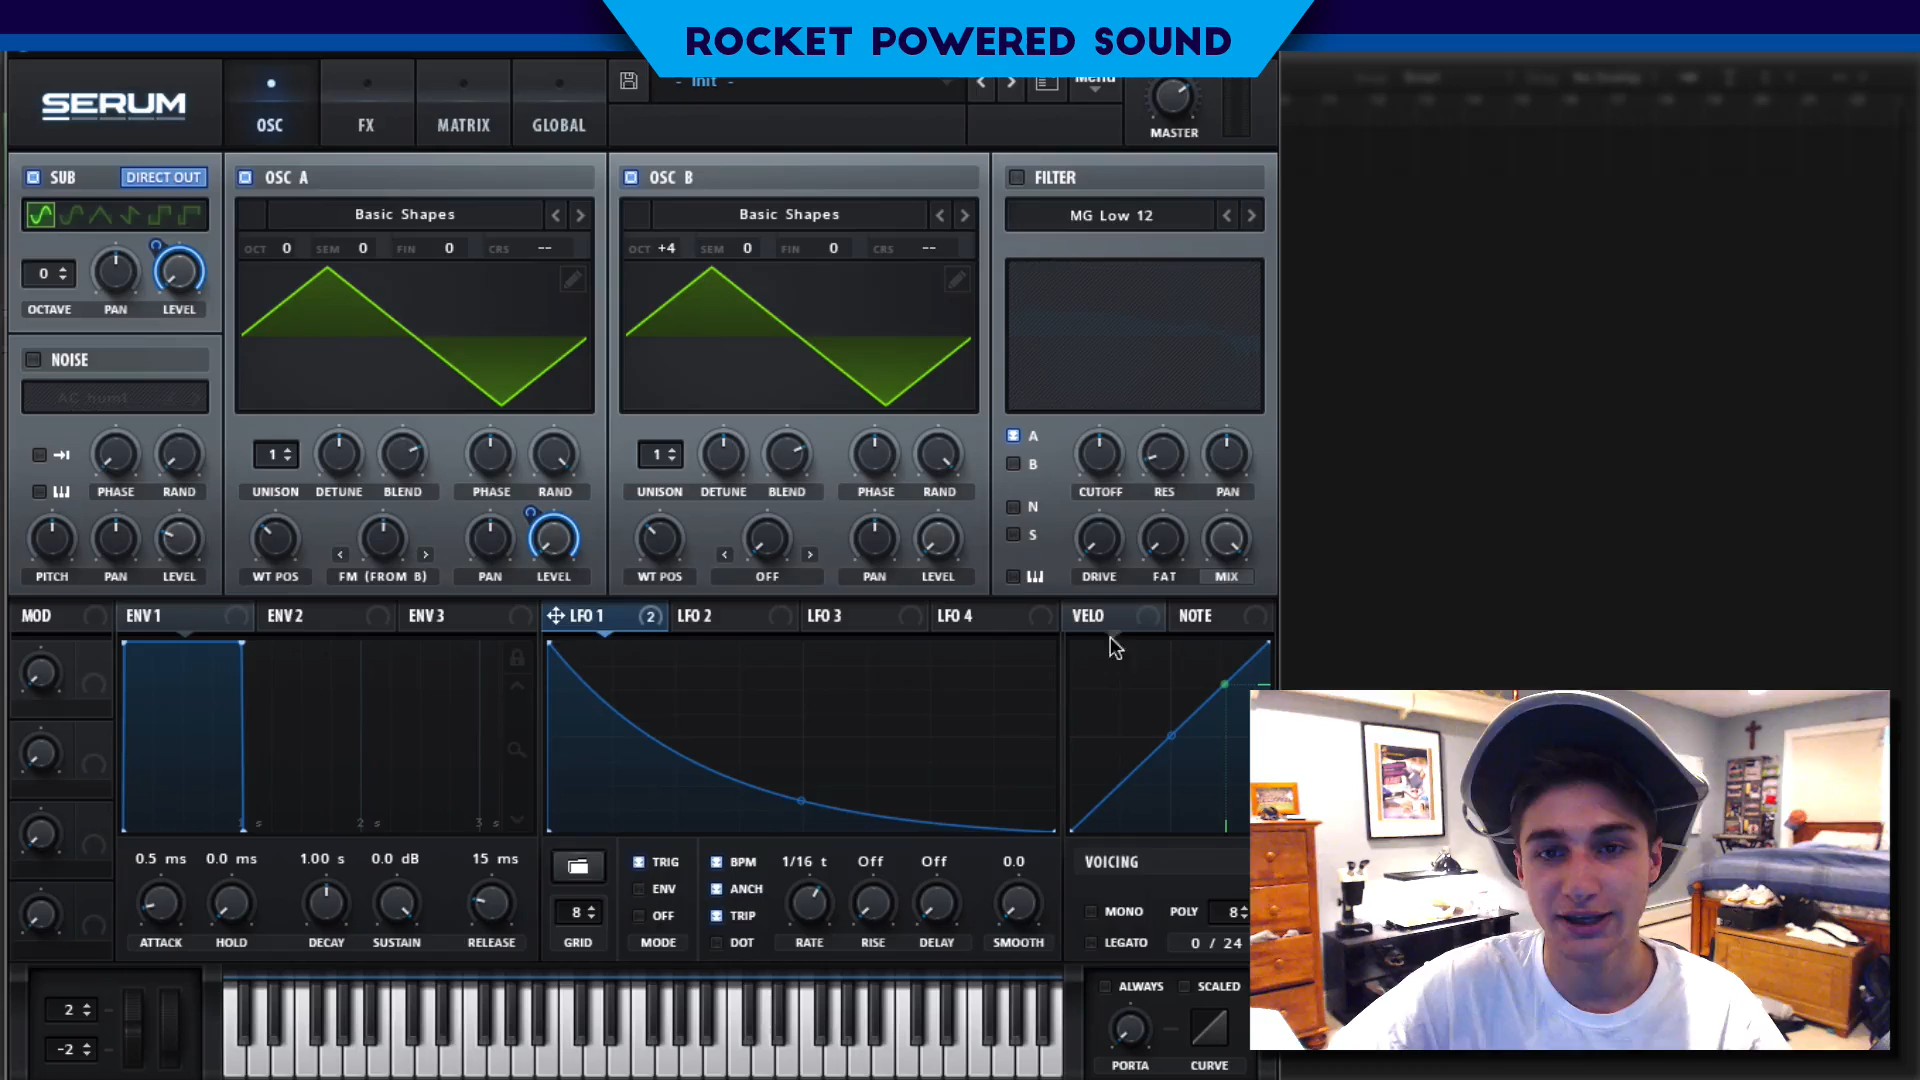 ROCKET POWERED SOUND
SERUM
OSC
FX
MATRIX
GLOBAL
- Init -
Menu
MASTER
SUB
DIRECT OUT
0
OCTAVE
PAN
LEVEL
NOISE
AC hum1
PHASE
RAND
PITCH
PAN
LEVEL
OSC A
Basic Shapes
OCT 0 SEM 0 FIN 0 CRS --
1
UNISON
DETUNE
BLEND
PHASE
RAND
WT POS
FM (FROM B)
PAN
LEVEL
OSC B
Basic Shapes
OCT +4 SEM 0 FIN 0 CRS --
1
UNISON
DETUNE
BLEND
PHASE
RAND
WT POS
OFF
PAN
LEVEL
FILTER
MG Low 12
A
B
N
S
CUTOFF
RES
PAN
DRIVE
FAT
MIX
MOD
ENV 1
ENV 2
ENV 3
LFO 1
2
LFO 2
LFO 3
LFO 4
VELO
NOTE
1 s
2 s
3 s
0.5 ms
0.0 ms
1.00 s
0.0 dB
15 ms
ATTACK
HOLD
DECAY
SUSTAIN
RELEASE
8
GRID
TRIG
ENV
OFF
MODE
BPM
ANCH
TRIP
DOT
1/16 t
Off
Off
0.0
RATE
RISE
DELAY
SMOOTH
VOICING
MONO
POLY
8
LEGATO
0 / 24
ALWAYS
SCALED
PORTA
CURVE
2
-2